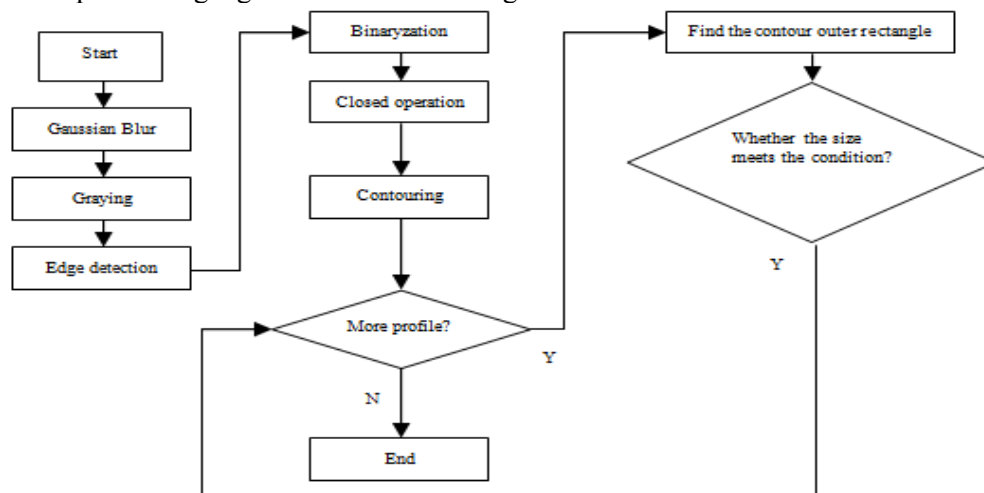 Start
Gaussian Blur
Graying
Edge detection
Binaryzation
Closed operation
Contouring
More profile?
N
End
Y
Find the contour outer rectangle
Whether the size
meets the condition?
Y